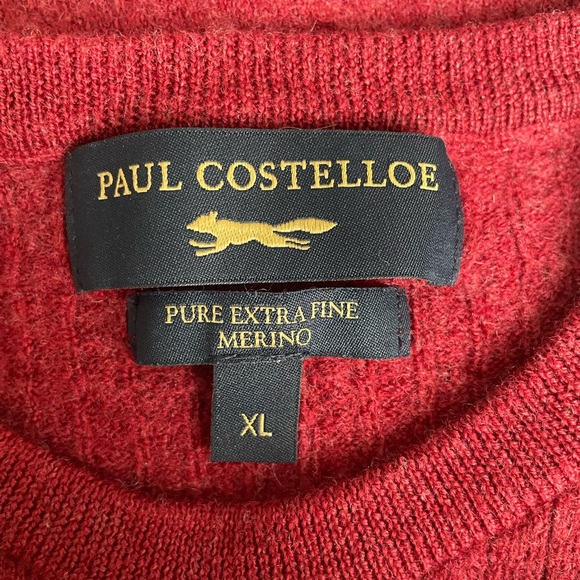 PAUL COSTELLOE
PURE EXTRA FINE
MERINO
XL